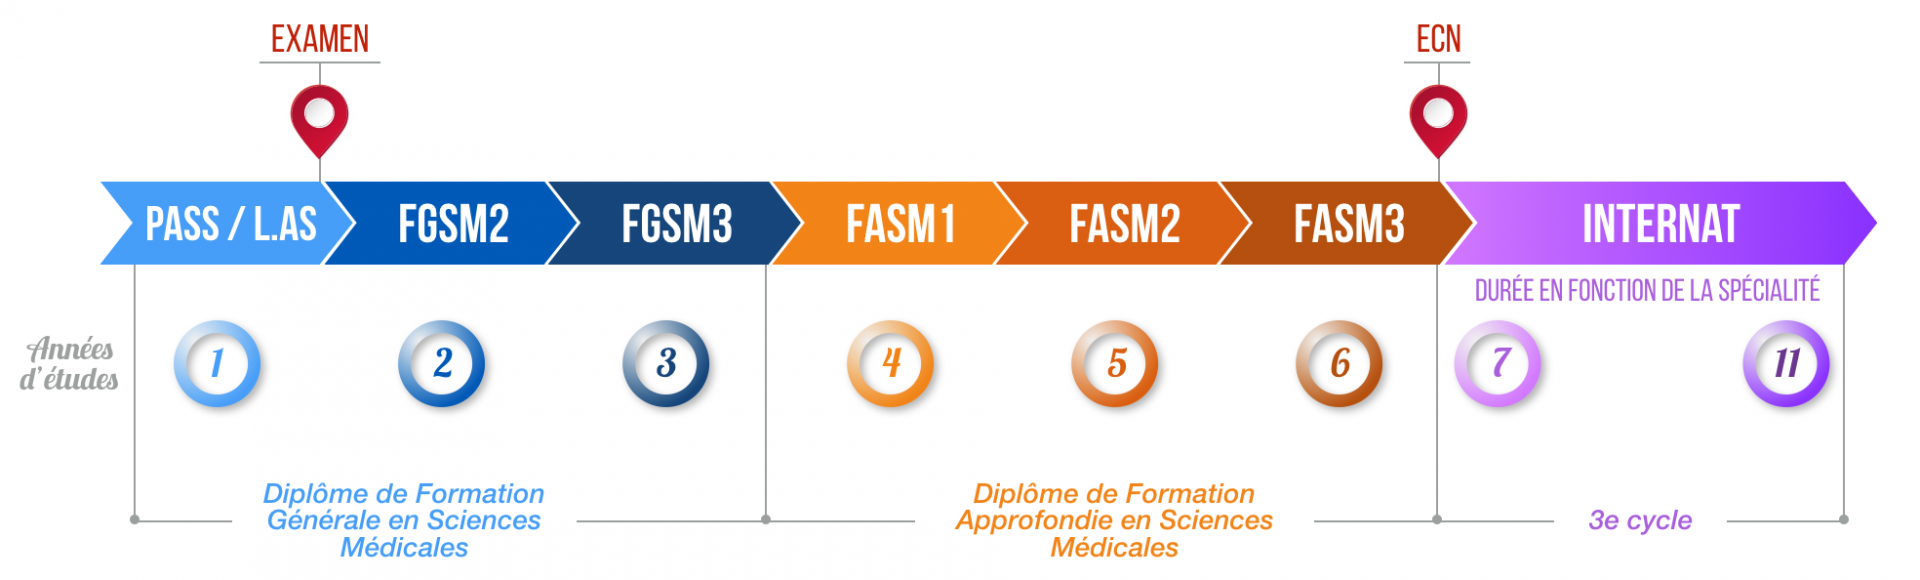 EXAMEN
ECN
PASS / L.AS
FGSM2
FGSM3
FASM1
FASM2
FASM3
INTERNAT
DURÉE EN FONCTION DE LA SPÉCIALITÉ
Années
d'études
1
2
3
4
5
6
7
11
Diplôme de Formation
Générale en Sciences
Médicales
Diplôme de Formation
Approfondie en Sciences
Médicales
3e cycle